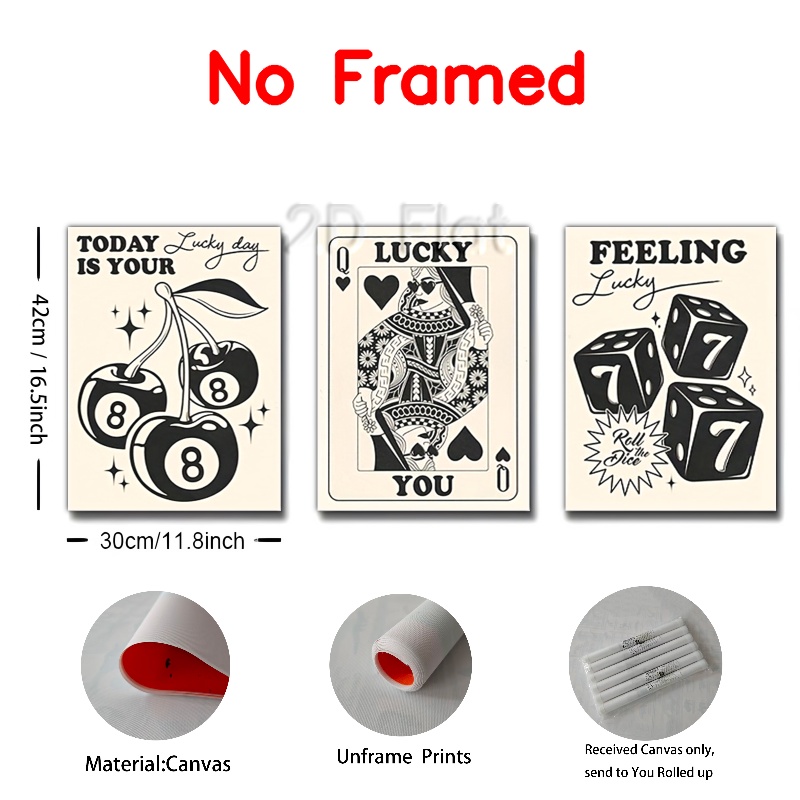 No Framed
2D Flat
TODAY Lucky day
IS YOUR
8
8
8
Q
LUCKY
YOU
Q
FEELING
Lucky
7
7
7
Roll
the
Dice
42cm / 16.5inch
30cm/11.8inch
Material:Canvas
Unframe Prints
Received Canvas only,
send to You Rolled up